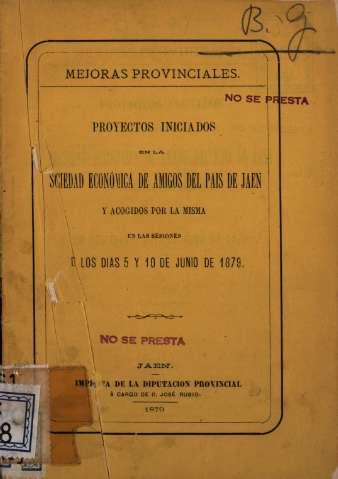 B. G
MEJORAS PROVINCIALES.
NO SE PRESTA
PROYECTOS INICIADOS
EN LA
SCIEDAD ECONÓMICA DE AMIGOS DEL PAIS DE JAEN
Y ACOGIDOS POR LA MISMA
EN LAS SESIONES
D LOS DIAS 5 Y 10 DE JUNIO DE 1879.
NO SE PRESTA
JAEN.
IMPRENTA DE LA DIPUTACION PROVINCIAL
Á CARGO DE D. JOSÉ RUBIO.
1879
8